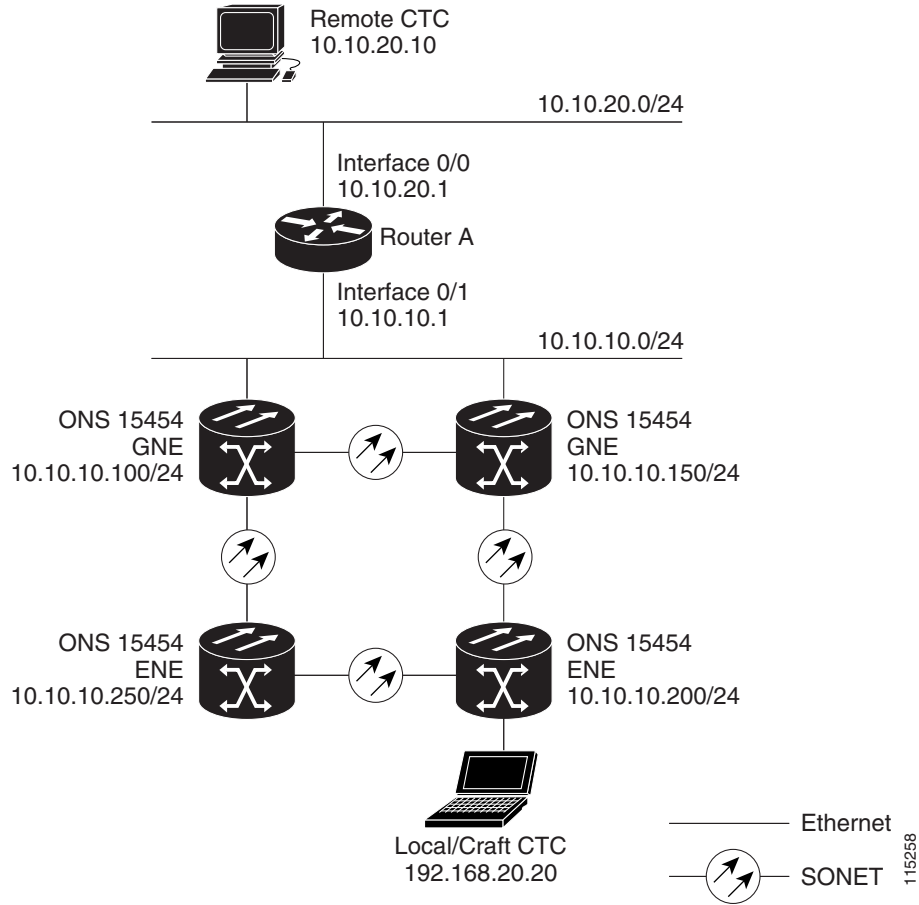 Remote CTC
10.10.20.10
10.10.20.0/24
Interface 0/0
10.10.20.1
Router A
Interface 0/1
10.10.10.1
10.10.10.0/24
ONS 15454
GNE
10.10.10.100/24
ONS 15454
GNE
10.10.10.150/24
ONS 15454
ENE
10.10.10.250/24
ONS 15454
ENE
10.10.10.200/24
Local/Craft CTC
192.168.20.20
Ethernet
SONET
115258